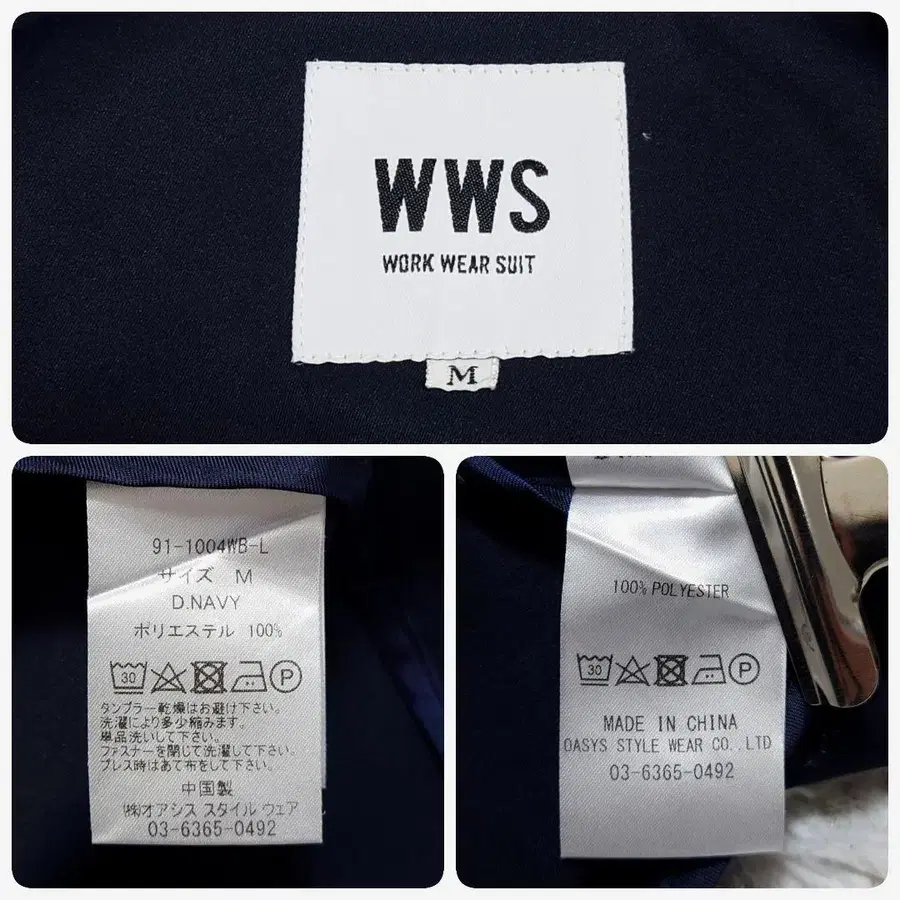 WWS
WORK WEAR SUIT
M
91-1004WB-L
サイズ M
D.NAVY
ポリエステル 100%
30
P
タンブラー乾燥はお避け下さい。
洗濯により多少縮みます。
単品洗いして下さい。
ファスナーを閉じて洗濯して下さい。
プレス時はあて布をして下さい。
中国製
㈱オアシス スタイル ウェア
03-6365-0492
100% POLYESTER
30
P
MADE IN CHINA
OASYS STYLE WEAR CO.,LTD
03-6365-0492